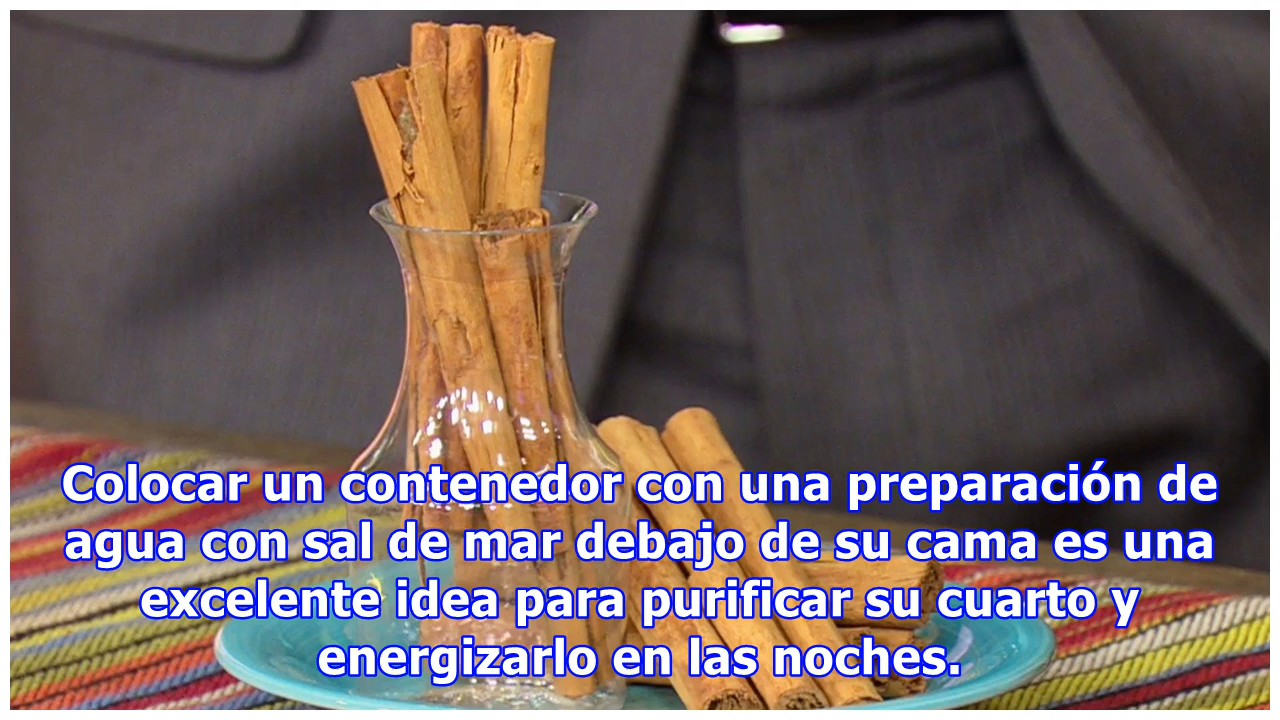 Colocar un contenedor con una preparación de
agua con sal de mar debajo de su cama es una
excelente idea para purificar su cuarto y
energizarlo en las noches.